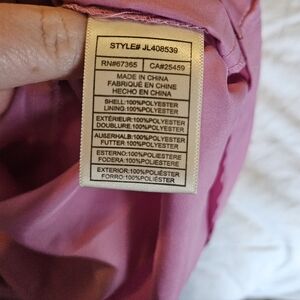 STYLE# JL408539
RN#67365 CA#25459
MADE IN CHINA
FABRIQUÉ EN CHINE
HECHO EN CHINA
SHELL:100%POLYESTER
LINING:100%POLYESTER
EXTÉRIEUR:100%POLYESTER
DOUBLURE:100%POLYESTER
AUßERHALB:100%POLYESTER
FUTTER:100%POLYESTER
ESTERNO:100%POLIESTERE
FODERA:100%POLIESTERE
EXTERIOR:100%POLIÉSTER
FORRO:100%POLIÉSTER